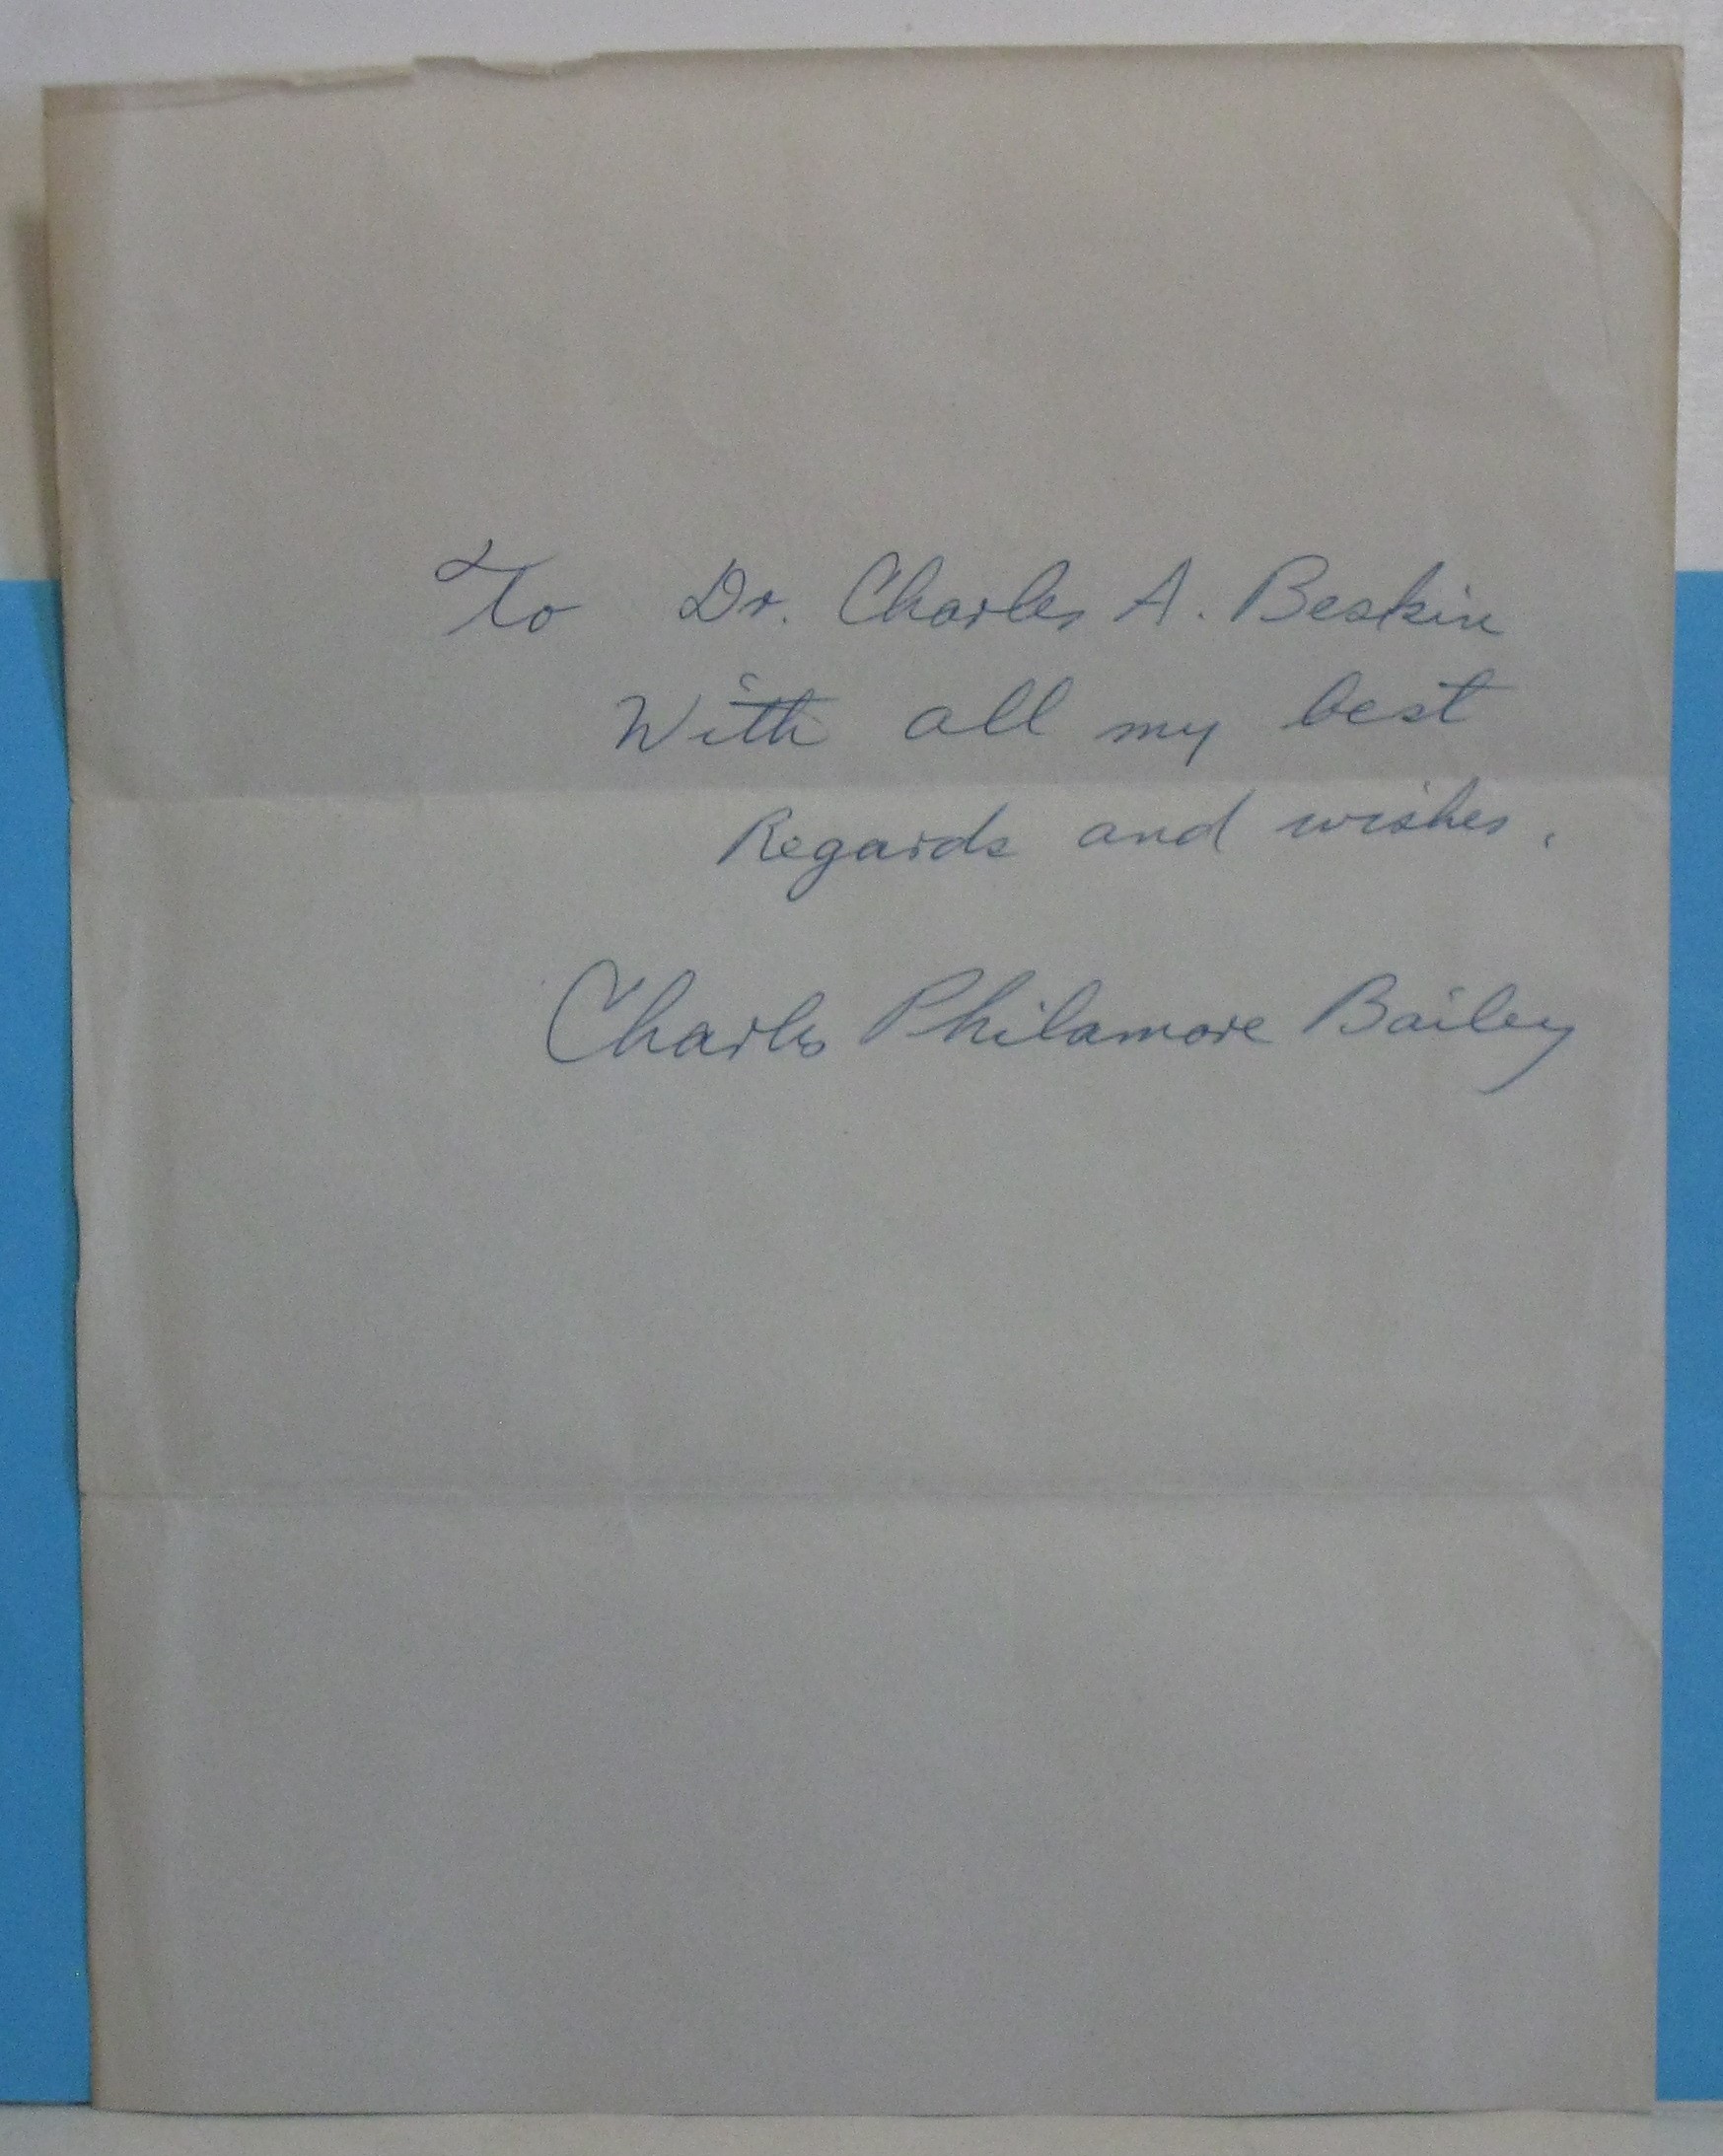 To Dr. Charles A. Beskin
With all my best
Regards and wishes.
Charles Philamore Bailey